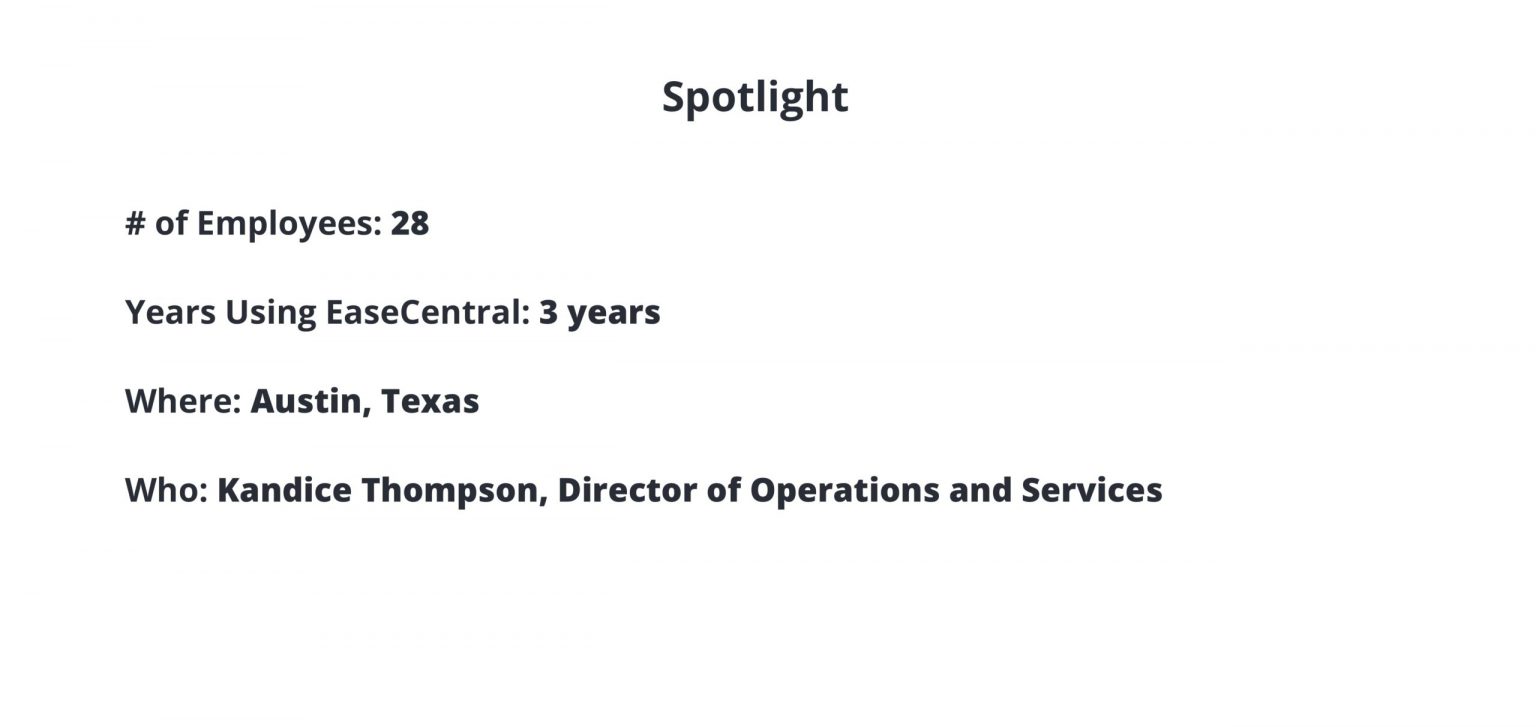 Spotlight
# of Employees: 28
Years Using EaseCentral: 3 years
Where: Austin, Texas
Who: Kandice Thompson, Director of Operations and Services